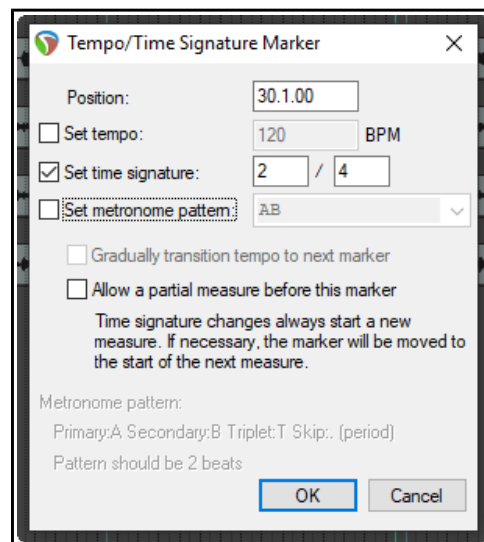 Tempo/Time Signature Marker
Position: 30.1.00
Set tempo: 120 BPM
Set time signature: 2 / 4
Set metronome pattern: AB
Gradually transition tempo to next marker
Allow a partial measure before this marker
Time signature changes always start a new
measure. If necessary, the marker will be moved to
the start of the next measure.
Metronome pattern:
Primary:A Secondary:B Triplet:T Skip:. (period)
Pattern should be 2 beats
OK Cancel